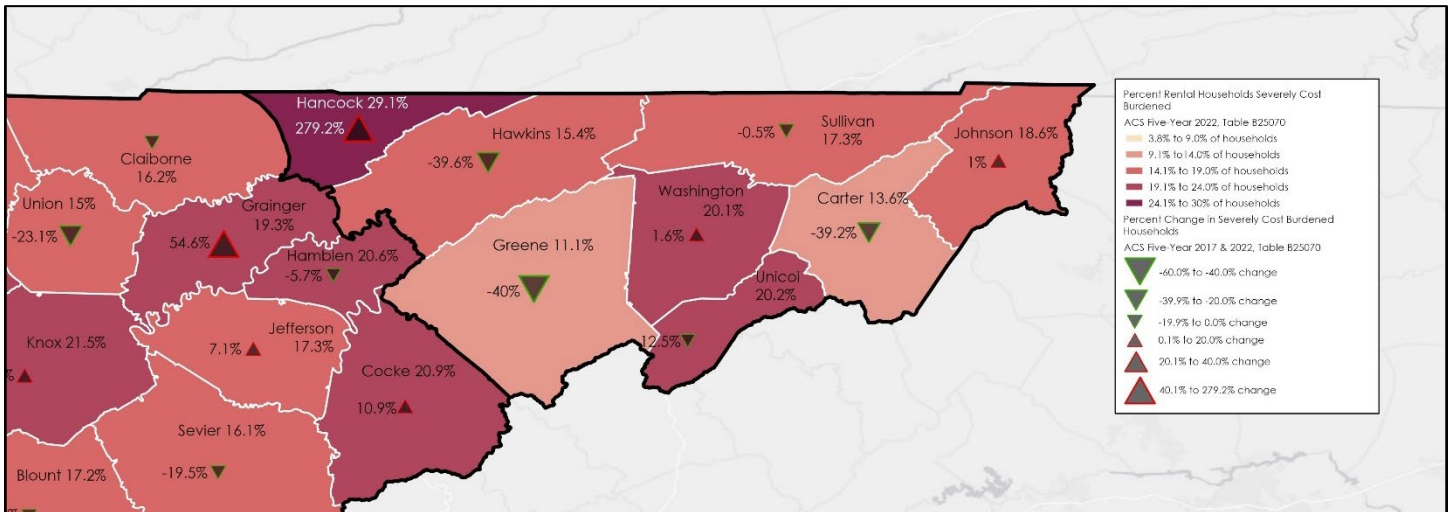 Hancock 29.1%
279.2%
Hawkins 15.4%
-39.6%
-0.5%
Sullivan
17.3%
Johnson 18.6%
1%
Claiborne
16.2%
Union 15%
-23.1%
Grainger
19.3%
54.6%
Hamblen 20.6%
-5.7%
Greene 11.1%
-40%
Washington
20.1%
1.6%
Carter 13.6%
-39.2%
Unicoi
20.2%
12.5%
Knox 21.5%
%
Jefferson
17.3%
7.1%
Cocke 20.9%
10.9%
Sevier 16.1%
-19.5%
Blount 17.2%
Percent Rental Households Severely Cost
Burdened
ACS Five-Year 2022, Table B25070
3.8% to 9.0% of households
9.1% to 14.0% of households
14.1% to 19.0% of households
19.1% to 24.0% of households
24.1% to 30% of households
Percent Change in Severely Cost Burdened
Households
ACS Five-Year 2017 & 2022, Table B25070
-60.0% to -40.0% change
-39.9% to -20.0% change
-19.9% to 0.0% change
0.1% to 20.0% change
20.1% to 40.0% change
40.1% to 279.2% change